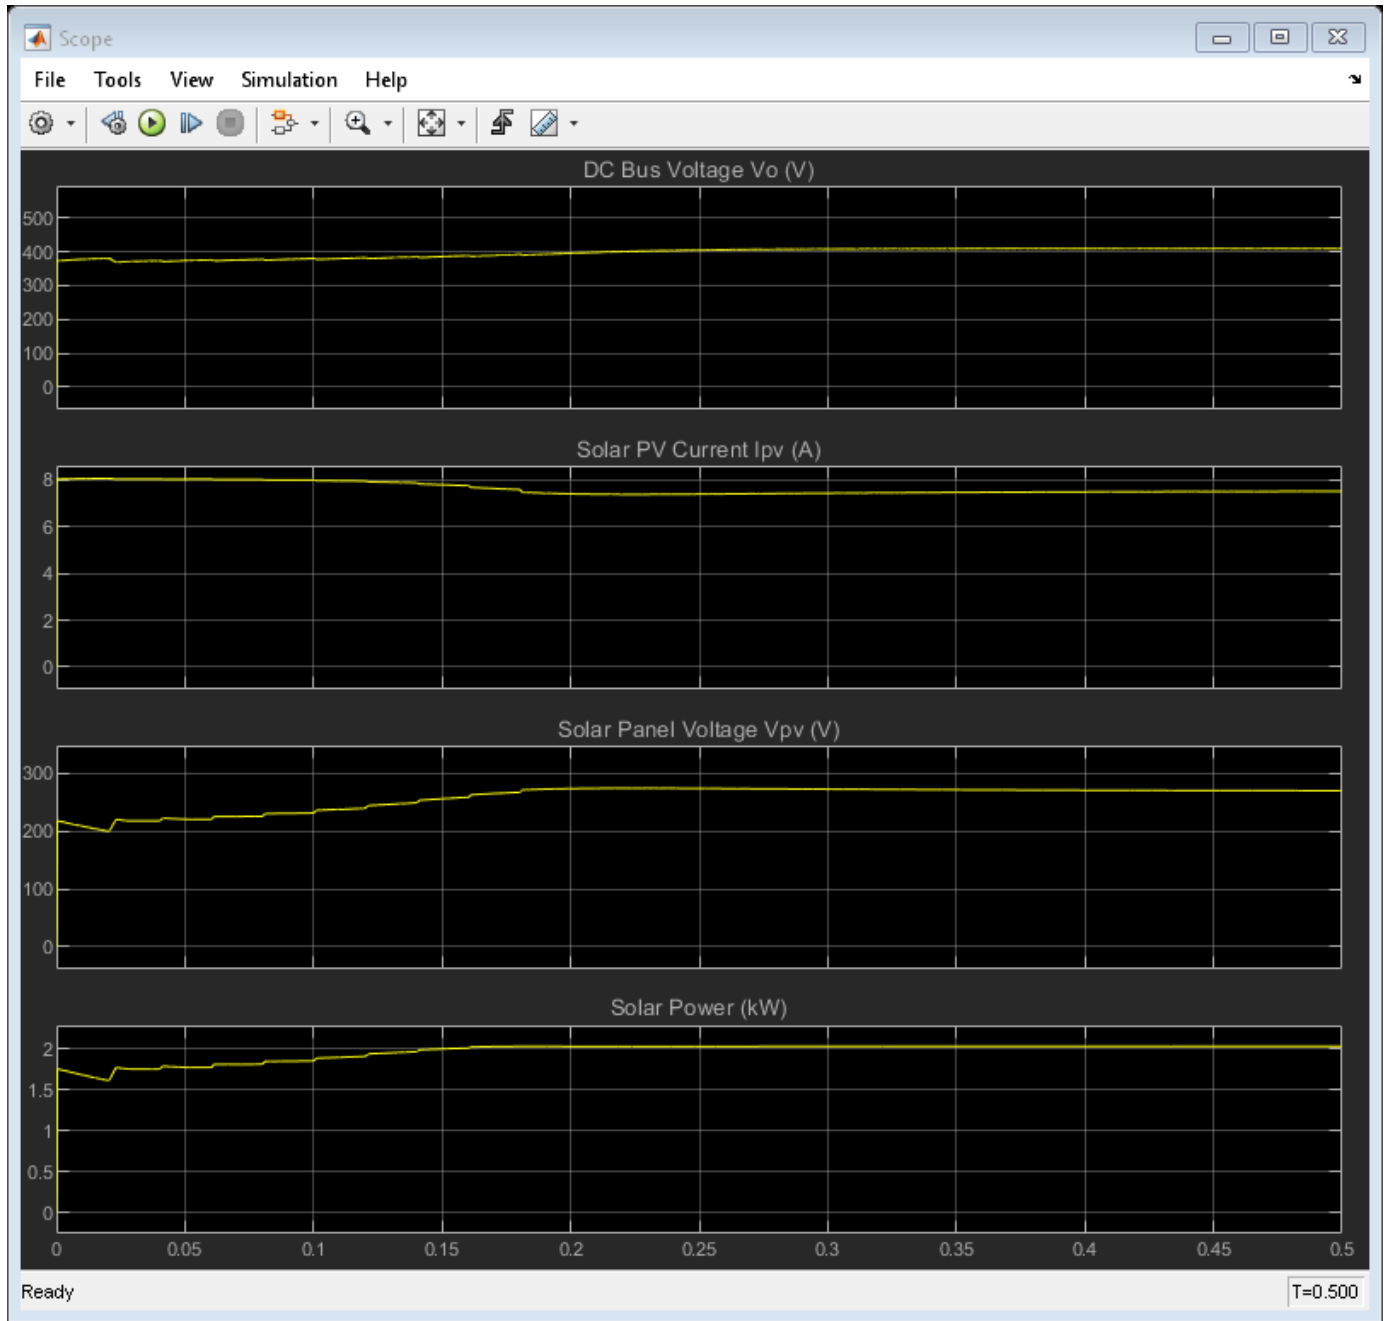 Scope
File Tools View Simulation Help
DC Bus Voltage Vo (V)
500
400
300
200
100
0
Solar PV Current Ipv (A)
8
6
4
2
0
Solar Panel Voltage Vpv (V)
300
200
100
0
Solar Power (kW)
2
1.5
1
0.5
0
0 0.05 0.1 0.15 0.2 0.25 0.3 0.35 0.4 0.45 0.5
Ready T=0.500